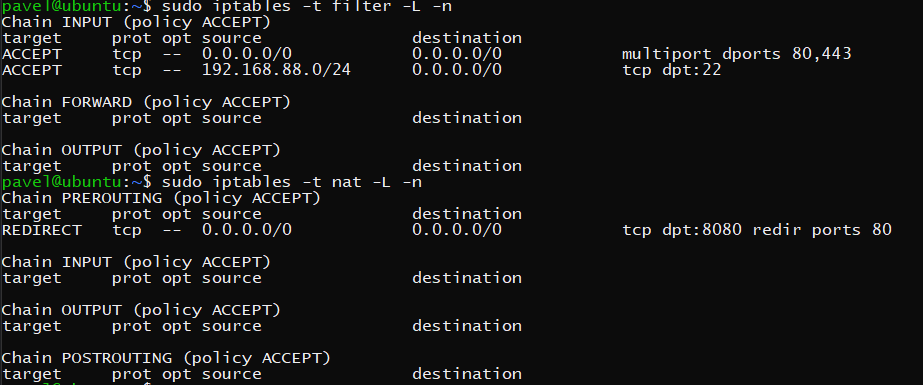 pavel@ubuntu:~$ sudo iptables -t filter -L -n
Chain INPUT (policy ACCEPT)
target     prot opt source               destination
ACCEPT     tcp  --  0.0.0.0/0            0.0.0.0/0            multiport dports 80,443
ACCEPT     tcp  --  192.168.88.0/24      0.0.0.0/0            tcp dpt:22

Chain FORWARD (policy ACCEPT)
target     prot opt source               destination

Chain OUTPUT (policy ACCEPT)
target     prot opt source               destination
pavel@ubuntu:~$ sudo iptables -t nat -L -n
Chain PREROUTING (policy ACCEPT)
target     prot opt source               destination
REDIRECT   tcp  --  0.0.0.0/0            0.0.0.0/0            tcp dpt:8080 redir ports 80

Chain INPUT (policy ACCEPT)
target     prot opt source               destination

Chain OUTPUT (policy ACCEPT)
target     prot opt source               destination

Chain POSTROUTING (policy ACCEPT)
target     prot opt source               destination